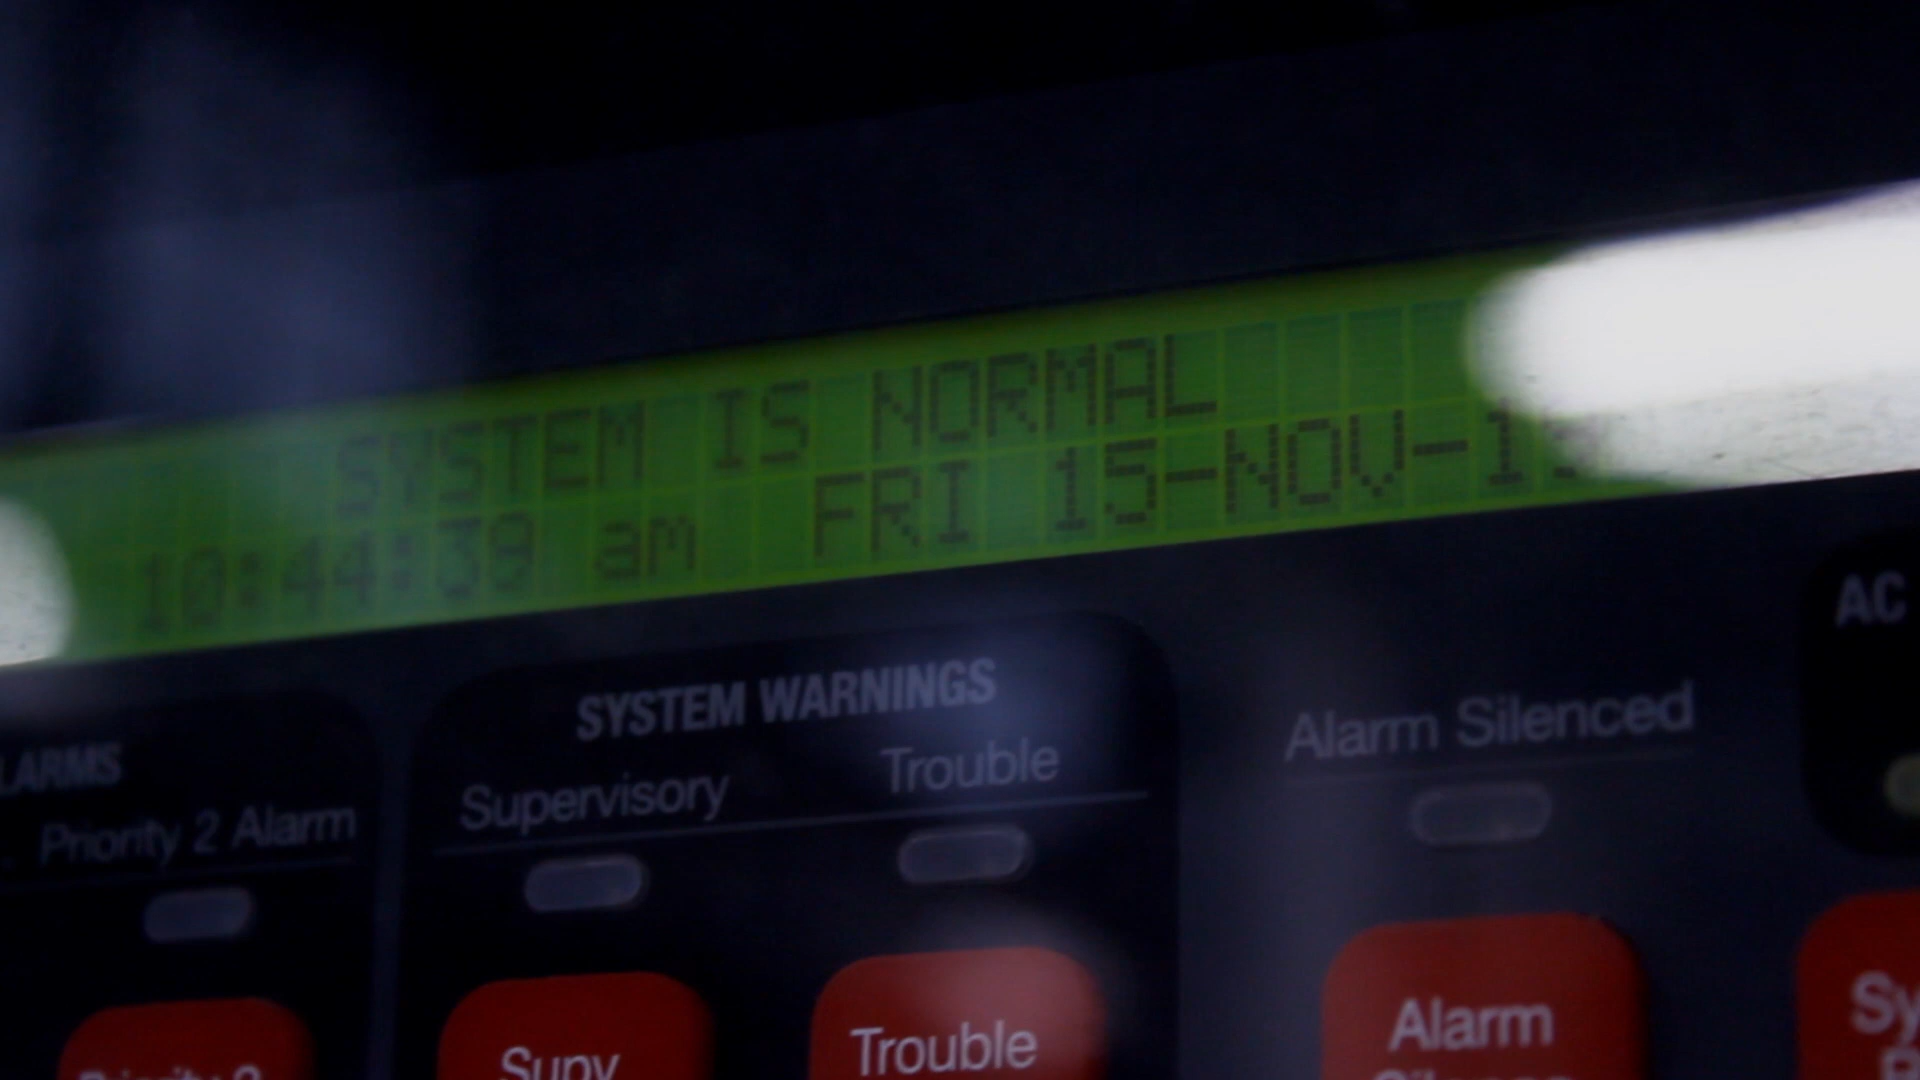 SYSTEM IS NORMAL
10:44:39 am FRI 15-NOV-1
SYSTEM WARNINGS
Supervisory Trouble
Priority 2 Alarm
Alarm Silenced
AC
Supv
Trouble
Alarm